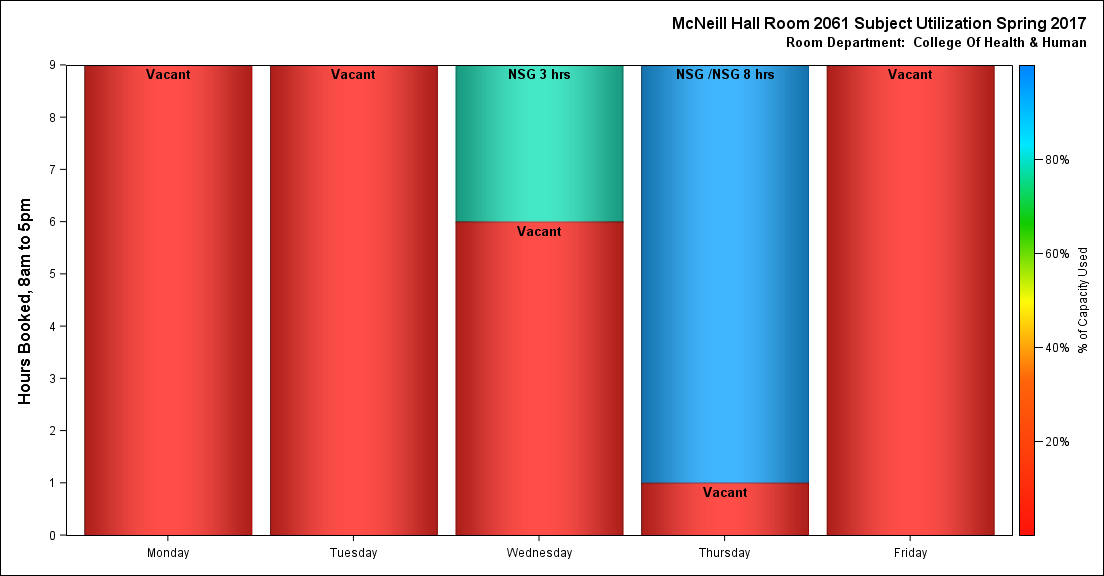 McNeill Hall Room 2061 Subject Utilization Spring 2017
Room Department: College Of Health & Human
Hours Booked, 8am to 5pm
9
8
7
6
5
4
3
2
1
0
Vacant
Vacant
NSG 3 hrs
Vacant
NSG /NSG 8 hrs
Vacant
Vacant
Monday
Tuesday
Wednesday
Thursday
Friday
80%
60%
40%
20%
% of Capacity Used